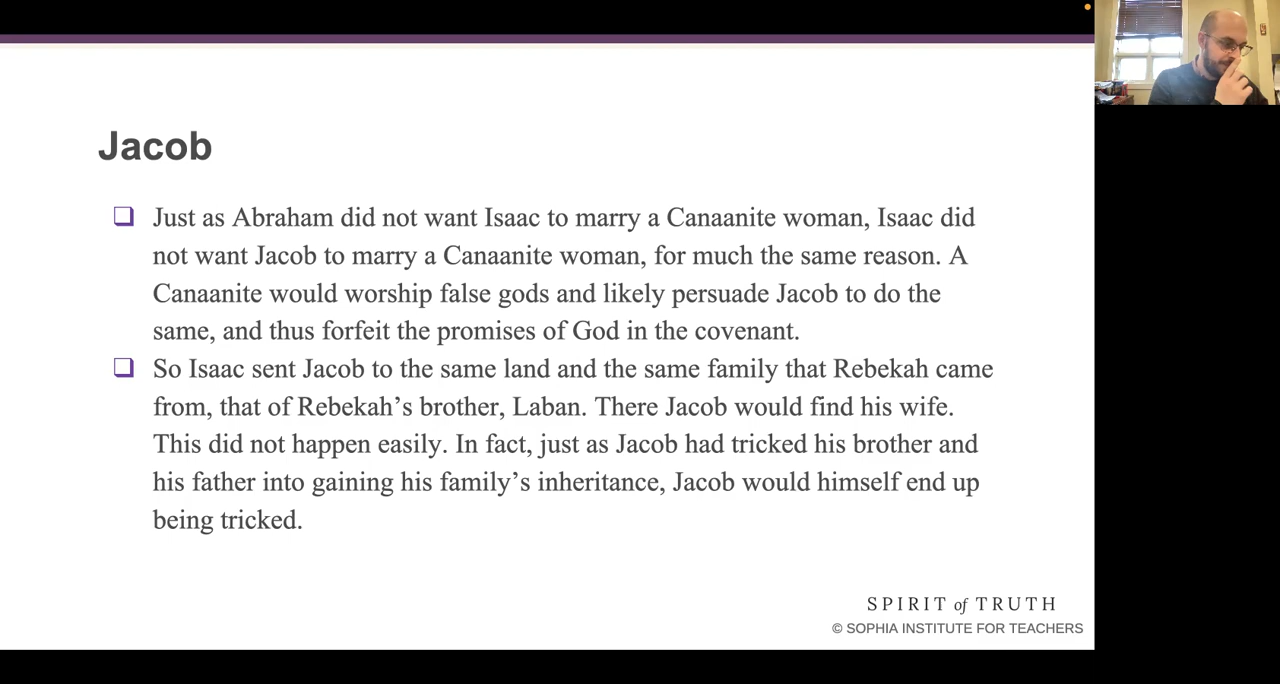 Jacob
Just as Abraham did not want Isaac to marry a Canaanite woman, Isaac did
not want Jacob to marry a Canaanite woman, for much the same reason. A
Canaanite would worship false gods and likely persuade Jacob to do the
same, and thus forfeit the promises of God in the covenant.
So Isaac sent Jacob to the same land and the same family that Rebekah came
from, that of Rebekah’s brother, Laban. There Jacob would find his wife.
This did not happen easily. In fact, just as Jacob had tricked his brother and
his father into gaining his family’s inheritance, Jacob would himself end up
being tricked.
SPIRIT of TRUTH
© SOPHIA INSTITUTE FOR TEACHERS